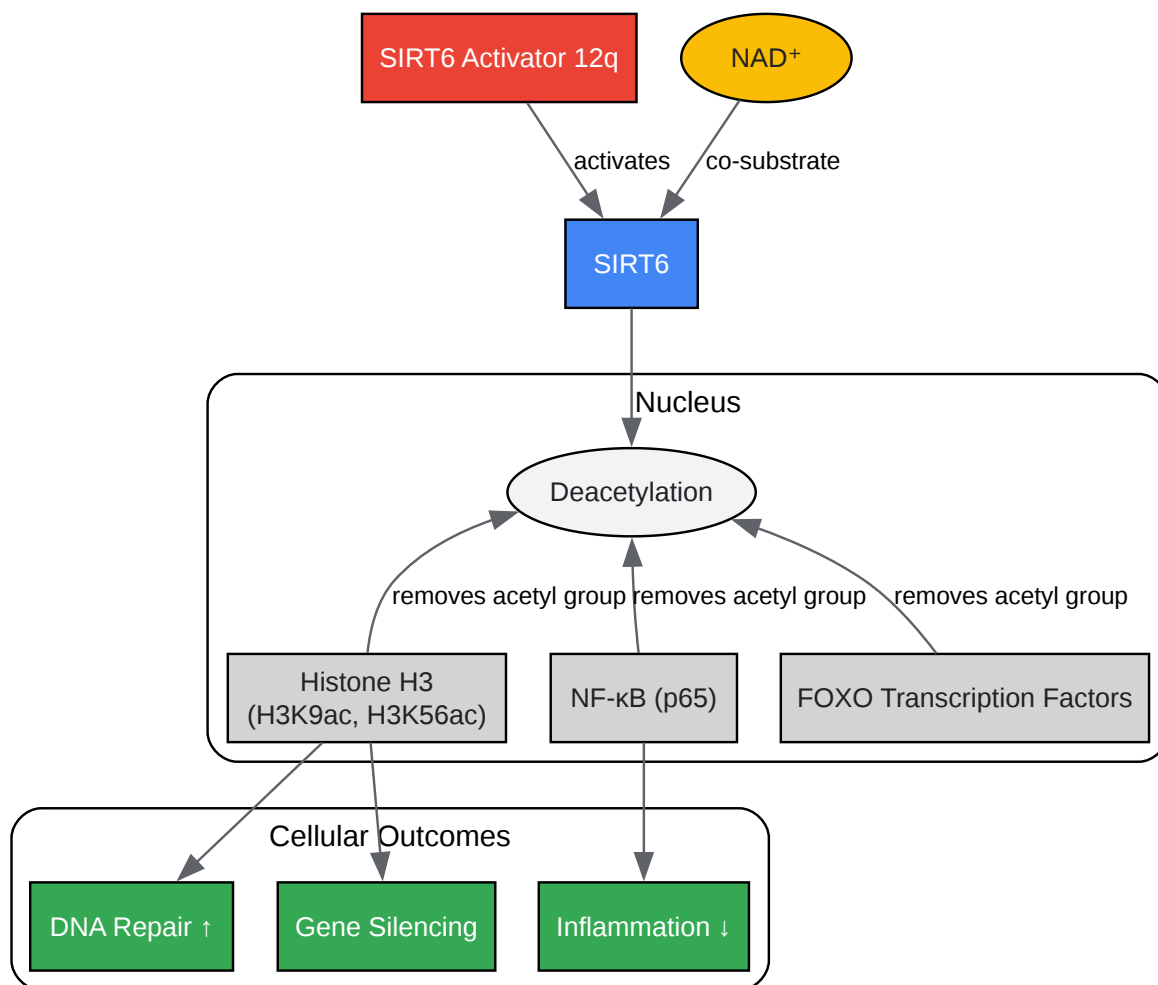 SIRT6 Activator 12q
NAD⁺
activates
co-substrate
SIRT6
Nucleus
Deacetylation
removes acetyl group
removes acetyl group
removes acetyl group
Histone H3
(H3K9ac, H3K56ac)
NF-κB (p65)
FOXO Transcription Factors
Cellular Outcomes
DNA Repair ↑
Gene Silencing
Inflammation ↓